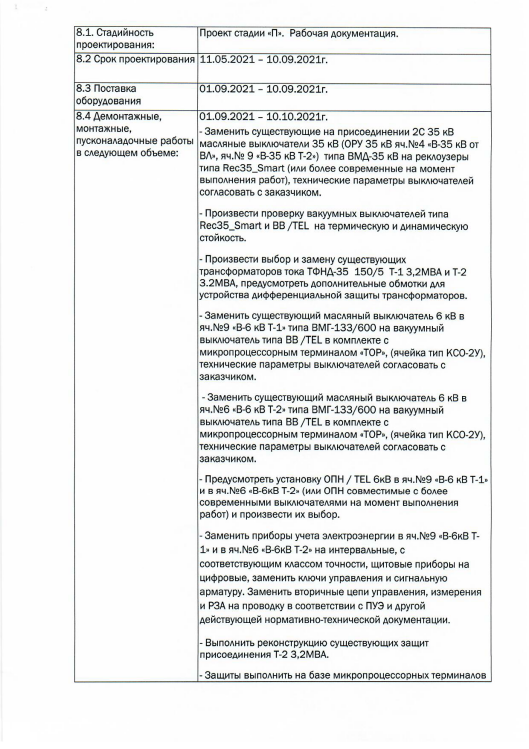 8.1. Стадийность
проектирования:
Проект стадии «П».  Рабочая документация.
8.2 Срок проектирования
11.05.2021 – 10.09.2021г.
8.3 Поставка
оборудования
01.09.2021 – 10.09.2021г.
8.4 Демонтажные,
монтажные,
пусконаладочные работы
в следующем объеме:
01.09.2021 – 10.10.2021г.
- Заменить существующие на присоединении 2С 35 кВ
масляные выключатели 35 кВ (ОРУ 35 кВ яч.№4 «В-35 кВ от
ВЛ», яч.№ 9 «В-35 кВ Т-2»)  типа ВМД-35 кВ на реклоузеры
типа Rec35_Smart (или более современные на момент
выполнения работ), технические параметры выключателей
согласовать с заказчиком.
- Произвести проверку вакуумных выключателей типа
Rec35_Smart и ВВ /TEL  на термическую и динамическую
стойкость.
- Произвести выбор и замену существующих
трансформаторов тока ТФНД-35  150/5  Т-1 3,2МВА и Т-2
3.2МВА, предусмотреть дополнительные обмотки для
устройства дифференциальной защиты трансформаторов.
- Заменить существующий масляный выключатель 6 кВ в
яч.№9 «В-6 кВ Т-1» типа ВМГ-133/600 на вакуумный
выключатель типа ВВ /TEL в комплекте с
микропроцессорным терминалом «ТОР», (ячейка тип КСО-2У),
технические параметры выключателей согласовать с
заказчиком.
- Заменить существующий масляный выключатель 6 кВ в
яч.№6 «В-6 кВ Т-2» типа ВМГ-133/600 на вакуумный
выключатель типа ВВ /TEL в комплекте с
микропроцессорным терминалом «ТОР», (ячейка тип КСО-2У),
технические параметры выключателей согласовать с
заказчиком.
- Предусмотреть установку ОПН / TEL 6кВ в яч.№9 «В-6 кВ Т-1»
и в яч.№6 «В-6кВ Т-2» (или ОПН совместимые с более
современными выключателями на момент выполнения
работ) и произвести их выбор.
- Заменить приборы учета электроэнергии в яч.№9 «В-6кВ Т-
1» и в яч.№6 «В-6кВ Т-2» на интервальные, с
соответствующим классом точности, щитовые приборы на
цифровые, заменить ключи управления и сигнальную
арматуру. Заменить вторичные цепи управления, измерения
и РЗА на проводку в соответствии с ПУЭ и другой
действующей нормативно-технической документации.
- Выполнить реконструкцию существующих защит
присоединения Т-2 3,2МВА.
- Защиты выполнить на базе микропроцессорных терминалов